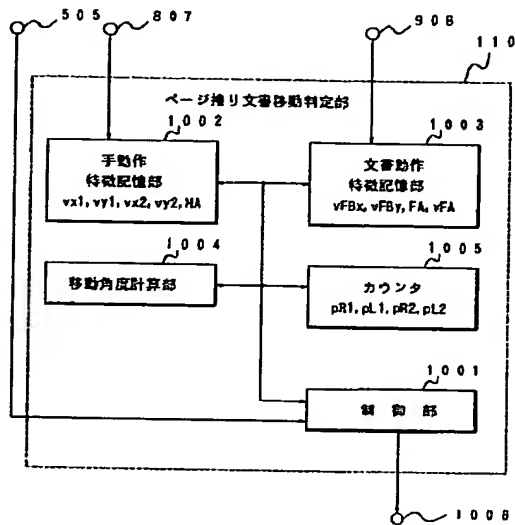 505
807
908
110
ページ捲り文書移動判定部
1002
手動作
特徴記憶部
vx1, vy1, vx2, vy2, HA
1003
文書動作
特徴記憶部
vFBx, vFBy, FA, vFA
1004
移動角度計算部
1005
カウンタ
pR1, pL1, pR2, pL2
1001
制御部
1006